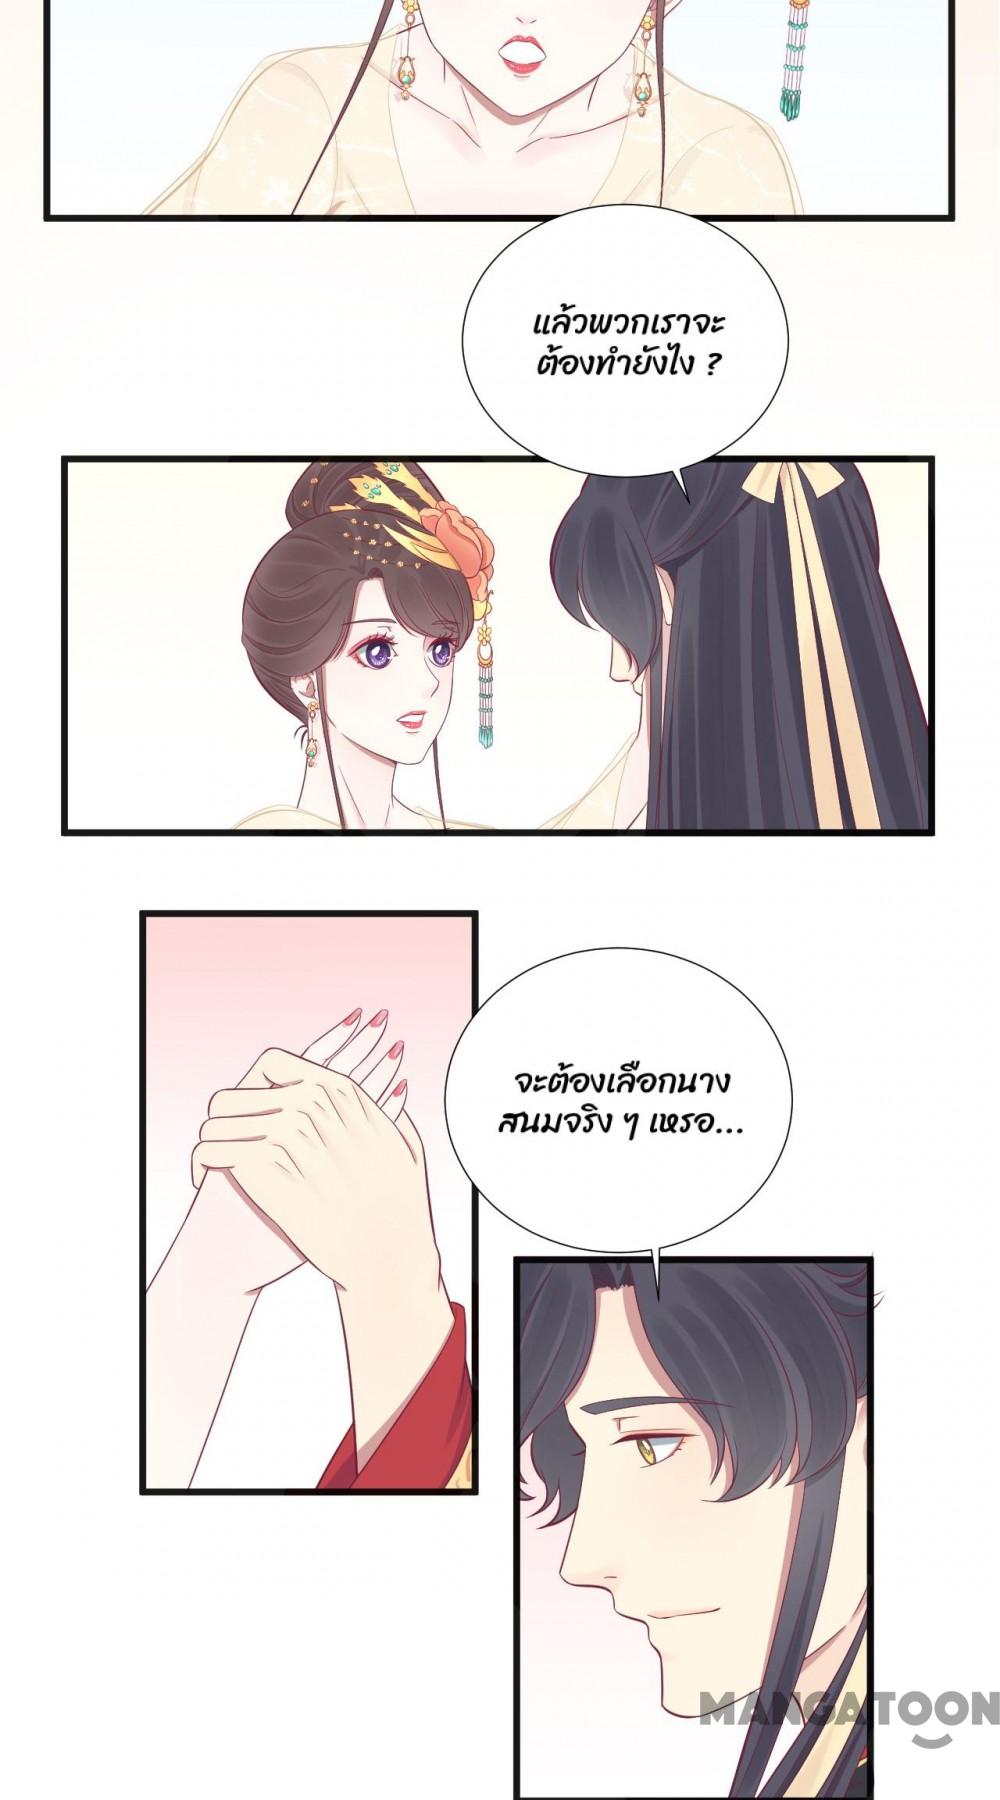 แล้วพวกเราจะ
ต้องทำยังไง ?
จะต้องเลือกนาง
สนมจริง ๆ เหรอ...
MANGATOON